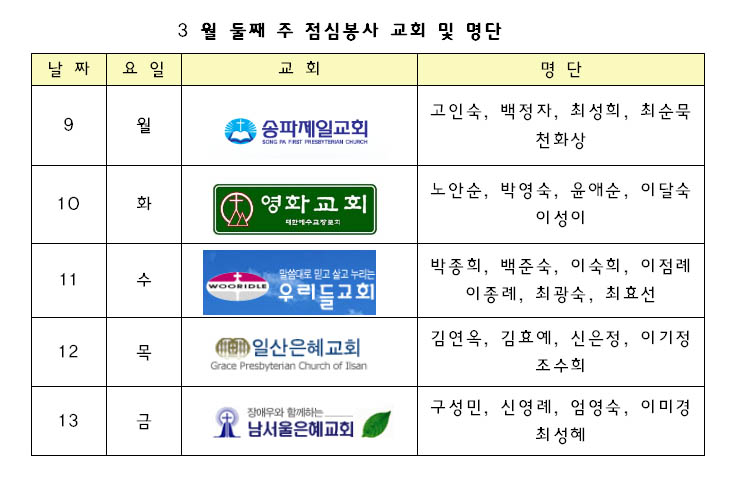 3 월 둘째 주 점심봉사 교회 및 명단
날 짜 요 일 교 회 명 단
9 월 송파제일교회 고인숙, 백정자, 최성희, 최순묵
SONG PA FIRST PRESBYTERIAN CHURCH 천화상
10 화 영화교회 노안순, 박영숙, 윤애순, 이달숙
대한예수교장로회 이성이
11 수 말씀대로 믿고 살고 누리는 박종희, 백준숙, 이숙희, 이점례
WOORIDLE 우리들교회 이종례, 최광숙, 최효선
12 목 일산은혜교회 김연옥, 김효예, 신은정, 이기정
Grace Presbyterian Church of Ilsan 조수희
13 금 장애우와 함께하는 구성민, 신영례, 엄영숙, 이미경
남서울은혜교회 최성혜